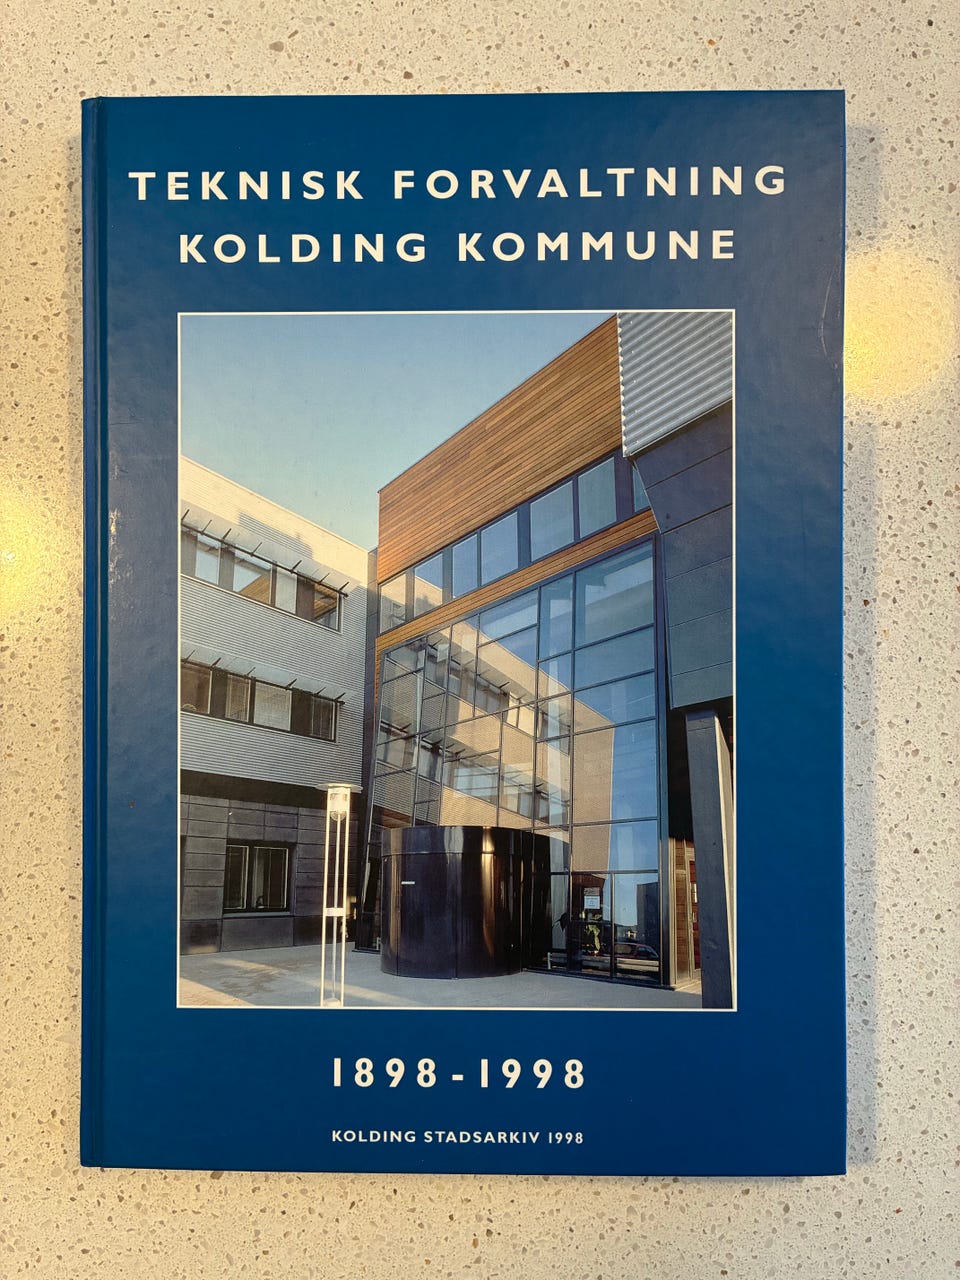 TEKNISK FORVALTNING
KOLDING KOMMUNE
1898-1998
KOLDING STADSARKIV 1998